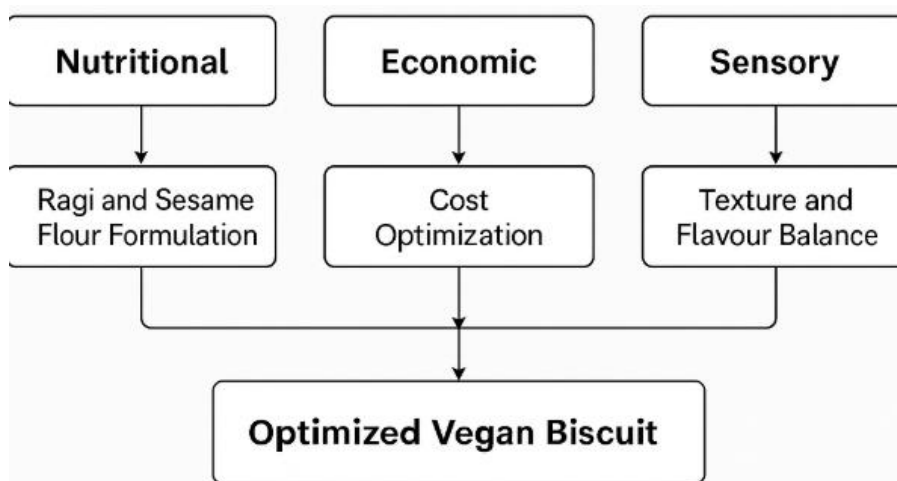 Nutritional
Economic
Sensory
Ragi and Sesame
Flour Formulation
Cost
Optimization
Texture and
Flavour Balance
Optimized Vegan Biscuit